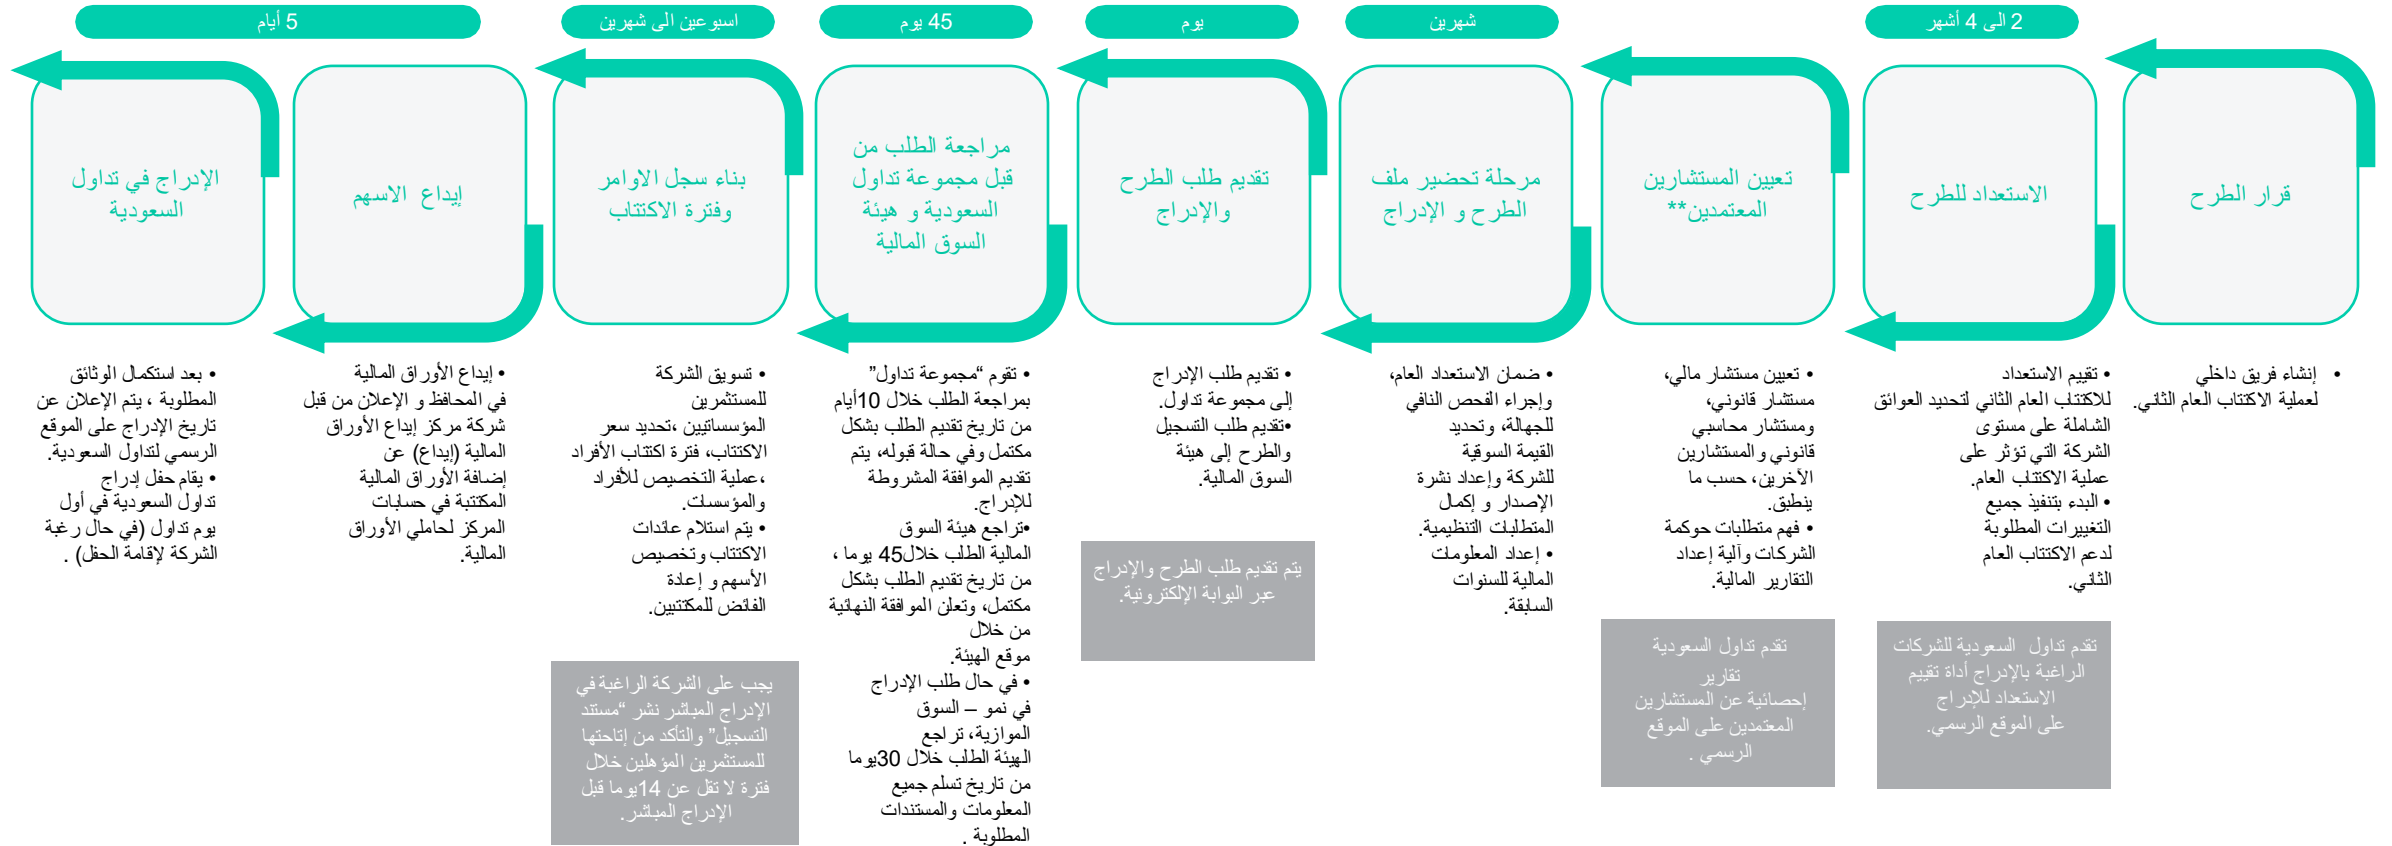 2 الى 4 أشهر
شهرين
يوم
45 يوم
اسبوعين الى شهرين
5 أيام
قرار الطرح
الاستعداد للطرح
تعيين المستشارين
المعتمدين**
مرحلة تحضير ملف
الطرح و الإدراج
تقديم طلب الطرح
والإدراج
مراجعة الطلب من
قبل مجموعة تداول
السعودية و هيئة
السوق المالية
بناء سجل الاوامر
وفترة الاكتتاب
إيداع الاسهم
الإدراج في تداول
السعودية
• إنشاء فريق داخلي
لعملية الاكتتاب العام الثاني.
• تقييم الاستعداد
للاكتتاب العام الثاني لتحديد العوائق
الشاملة على مستوى
الشركة التي تؤثر على
عملية الاكتتاب العام.
• البدء بتنفيذ جميع
التغييرات المطلوبة
لدعم الاكتتاب العام
الثاني.
تقدم تداول السعودية للشركات
الراغبة بالإدراج أداة تقييم
الاستعداد للإدراج
على الموقع الرسمي.
• تعيين مستشار مالي،
مستشار قانوني،
ومستشار محاسبي
قانوني والمستشارين
الآخرين، حسب ما
ينطبق.
• فهم متطلبات حوكمة
الشركات وآلية إعداد
التقارير المالية.
تقدم تداول السعودية
تقارير
إحصائية عن المستشارين
المعتمدين على الموقع
الرسمي .
• ضمان الاستعداد العام،
وإجراء الفحص النافي
للجهالة، وتحديد
القيمة السوقية
للشركة وإعداد نشرة
الإصدار و إكمال
المتطلبات التنظيمية.
• إعداد المعلومات
المالية للسنوات
السابقة.
• تقديم طلب الإدراج
إلى مجموعة تداول.
•تقديم طلب التسجيل
والطرح إلى هيئة
السوق المالية.
يتم تقديم طلب الطرح والإدراج
عبر البوابة الإلكترونية.
• تقوم “مجموعة تداول”
بمراجعة الطلب خلال 10أيام
من تاريخ تقديم الطلب بشكل
مكتمل وفي حالة قبوله، يتم
تقديم الموافقة المشروطة
للإدراج.
•تراجع هيئة السوق
المالية الطلب خلال45 يوما ،
من تاريخ تقديم الطلب بشكل
مكتمل، وتعلن الموافقة النهائية
من خلال
موقع الهيئة.
• في حال طلب الإدراج
في نمو – السوق
الموازية، تراجع
الهيئة الطلب خلال 30يوما
من تاريخ تسلم جميع
المعلومات والمستندات
المطلوبة .
• تسويق الشركة
للمستثمرين
المؤسساتيين ،تحديد سعر
الاكتتاب، فترة اكتتاب الأفراد
،عملية التخصيص للأفراد
والمؤسسات.
• يتم استلام عائدات
الاكتتاب وتخصيص
الأسهم و إعادة
الفائض للمكتتبين.
يجب على الشركة الراغبة في
الإدراج المباشر نشر “مستند
التسجيل” والتأكد من إتاحتها
للمستثمرين المؤهلين خلال
فترة لا تقل عن 14يوما قبل
الإدراج المباشر.
• إيداع الأوراق المالية
في المحافظ و الإعلان من قبل
شركة مركز إيداع الأوراق
المالية (إيداع) عن
إضافة الأوراق المالية
المكتتبة في حسابات
المركز لحاملي الأوراق
المالية.
• بعد استكمال الوثائق
المطلوبة ، يتم الإعلان عن
تاريخ الإدراج على الموقع
الرسمي لتداول السعودية.
• يقام حفل إدراج
تداول السعودية في أول
يوم تداول (في حال رغبة
الشركة لإقامة الحفل) .